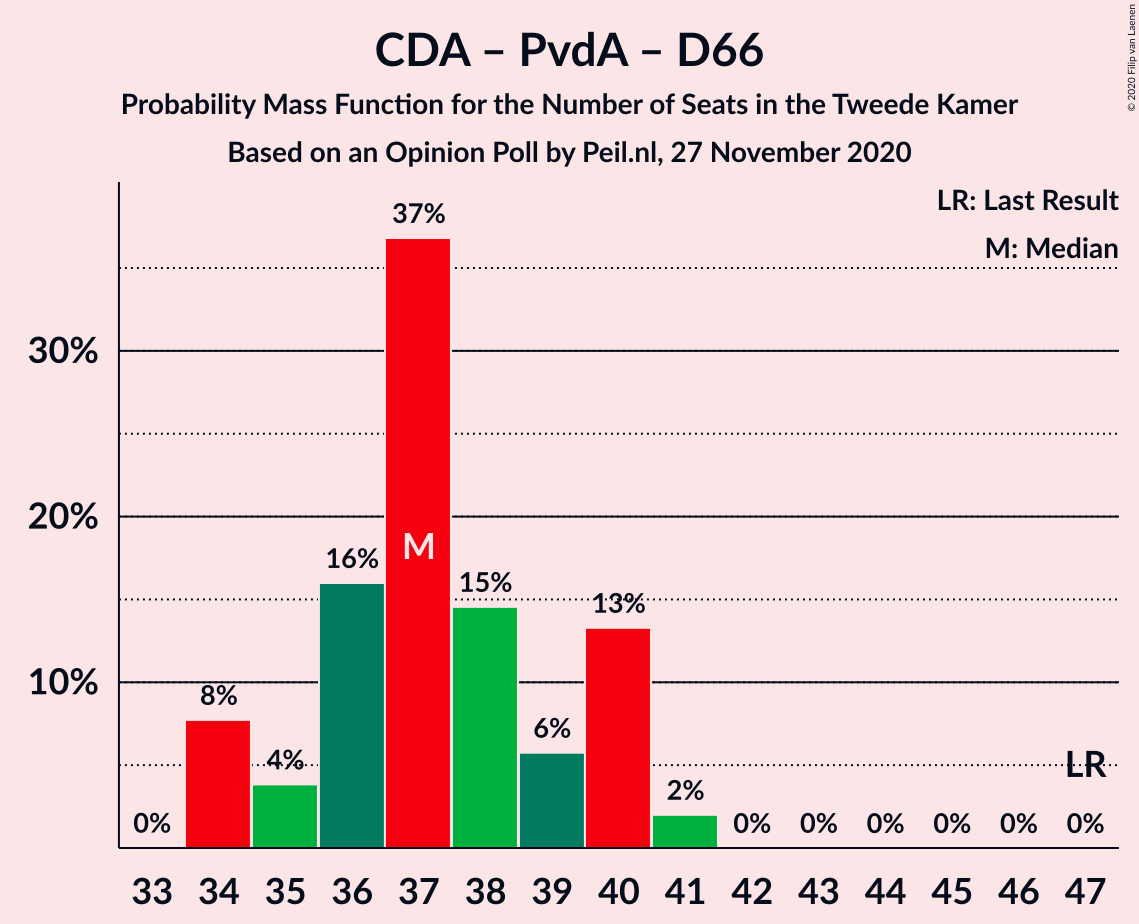 CDA – PvdA – D66
Probability Mass Function for the Number of Seats in the Tweede Kamer
Based on an Opinion Poll by Peil.nl, 27 November 2020
© 2020 Filip van Laenen
LR: Last Result
M: Median
30%
20%
10%
0%
8%
4%
16%
37%
M
15%
6%
13%
2%
0%
0%
0%
0%
0%
0%
LR
33 34 35 36 37 38 39 40 41 42 43 44 45 46 47